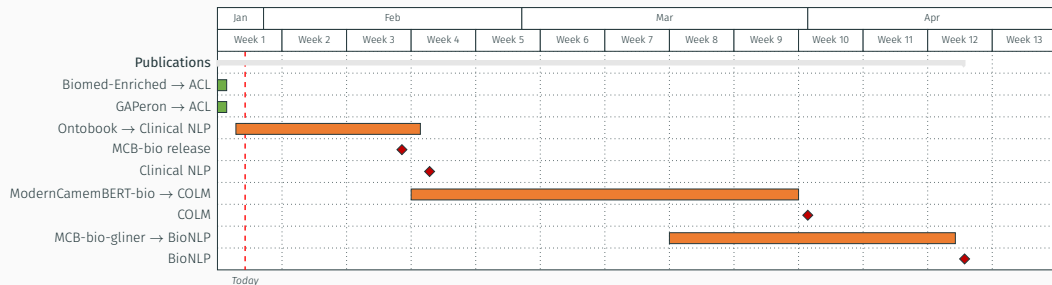 Jan Feb Mar Apr
Week 1 Week 2 Week 3 Week 4 Week 5 Week 6 Week 7 Week 8 Week 9 Week 10 Week 11 Week 12 Week 13
Publications
Biomed-Enriched → ACL
GAPeron → ACL
Ontobook → Clinical NLP
MCB-bio release
Clinical NLP
ModernCamemBERT-bio → COLM
COLM
MCB-bio-gliner → BioNLP
BioNLP
Today